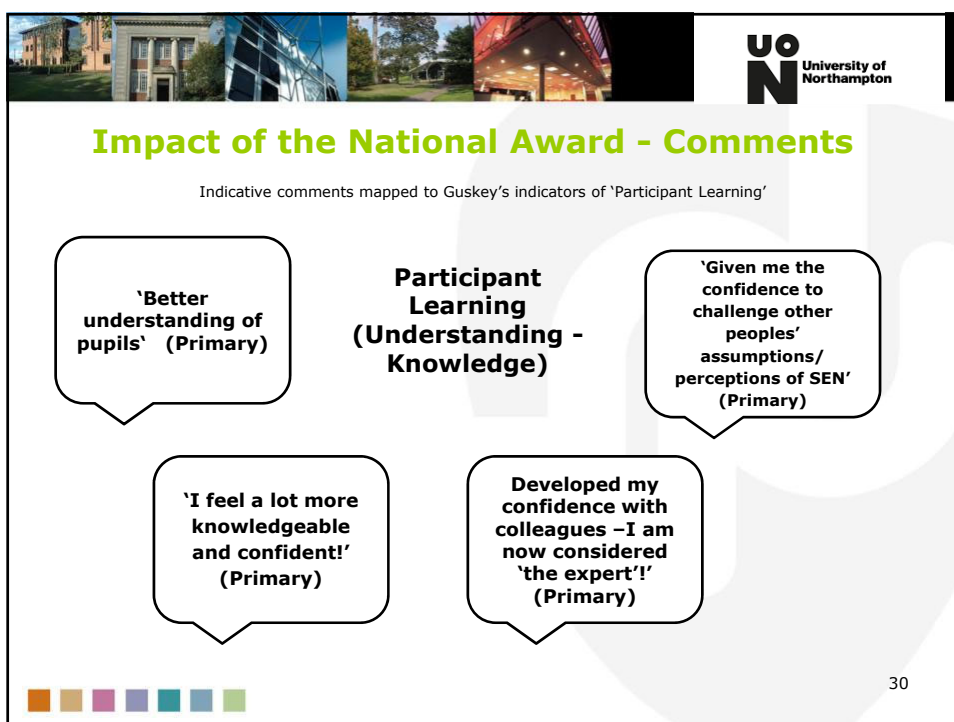 UO
N
University of
Northampton
Impact of the National Award - Comments
Indicative comments mapped to Guskey’s indicators of ‘Participant Learning’
‘Better
understanding of
pupils‘ (Primary)
Participant
Learning
(Understanding -
Knowledge)
‘Given me the
confidence to
challenge other
peoples’
assumptions/
perceptions of SEN’
(Primary)
‘I feel a lot more
knowledgeable
and confident!’
(Primary)
Developed my
confidence with
colleagues –I am
now considered
‘the expert’!’
(Primary)
30